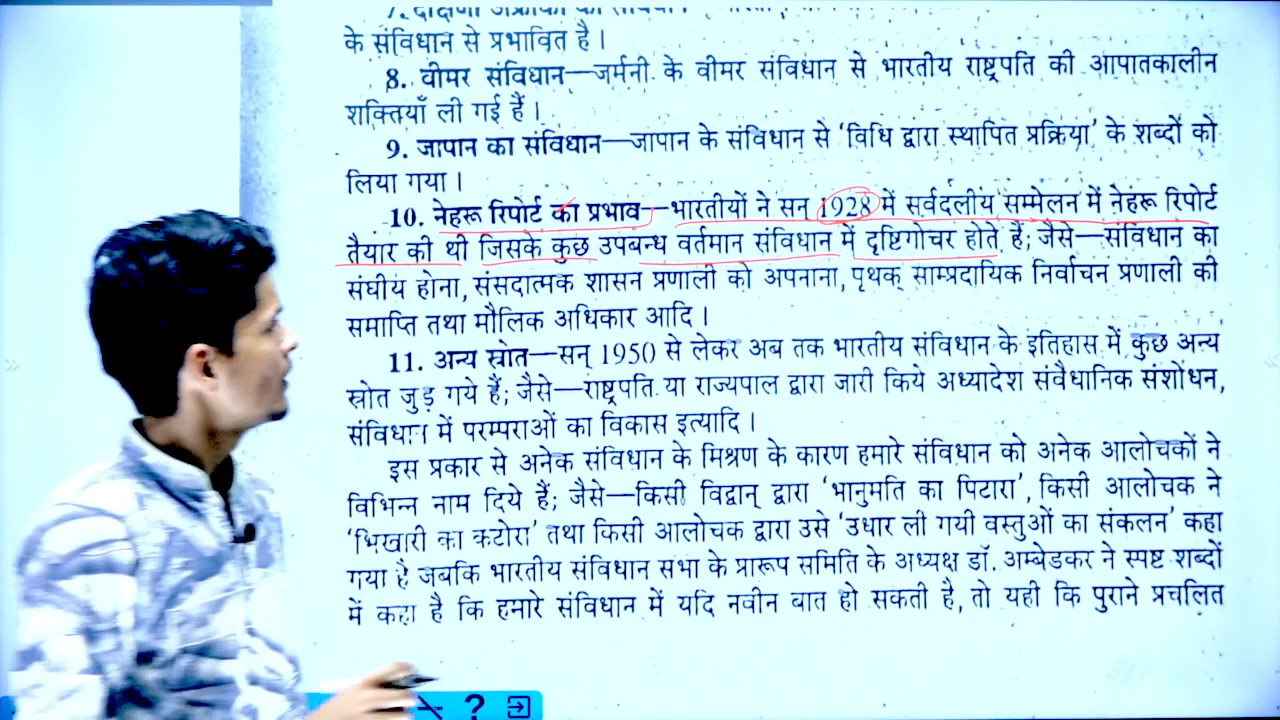 7. दक्षिणी अफ्रीका का संविधान
के संविधान से प्रभावित है।
8. वीमर संविधान—जर्मनी के वीमर संविधान से भारतीय राष्ट्रपति की आपातकालीन
शक्तियाँ ली गई हैं।
9. जापान का संविधान—जापान के संविधान से 'विधि द्वारा स्थापित प्रक्रिया' के शब्दों को
लिया गया।
10. नेहरू रिपोर्ट का प्रभाव—भारतीयों ने सन् 1928 में सर्वदलीय सम्मेलन में नेहरू रिपोर्ट
तैयार की थी जिसके कुछ उपबन्ध वर्तमान संविधान में दृष्टिगोचर होते हैं; जैसे—संविधान का
संघीय होना, संसदात्मक शासन प्रणाली को अपनाना, पृथक् साम्प्रदायिक निर्वाचन प्रणाली की
समाप्ति तथा मौलिक अधिकार आदि।
11. अन्य स्रोत—सन् 1950 से लेकर अब तक भारतीय संविधान के इतिहास में कुछ अन्य
स्रोत जुड़ गये हैं; जैसे—राष्ट्रपति या राज्यपाल द्वारा जारी किये अध्यादेश संवैधानिक संशोधन,
संविधान में परम्पराओं का विकास इत्यादि।
इस प्रकार से अनेक संविधान के मिश्रण के कारण हमारे संविधान को अनेक आलोचकों ने
विभिन्न नाम दिये हैं; जैसे—किसी विद्वान् द्वारा 'भानुमति का पिटारा', किसी आलोचक ने
'भिखारी का कटोरा' तथा किसी आलोचक द्वारा उसे 'उधार ली गयी वस्तुओं का संकलन' कहा
गया है जबकि भारतीय संविधान सभा के प्रारूप समिति के अध्यक्ष डॉ. अम्बेडकर ने स्पष्ट शब्दों
में कहा है कि हमारे संविधान में यदि नवीन बात हो सकती है, तो यही कि पुराने प्रचलित